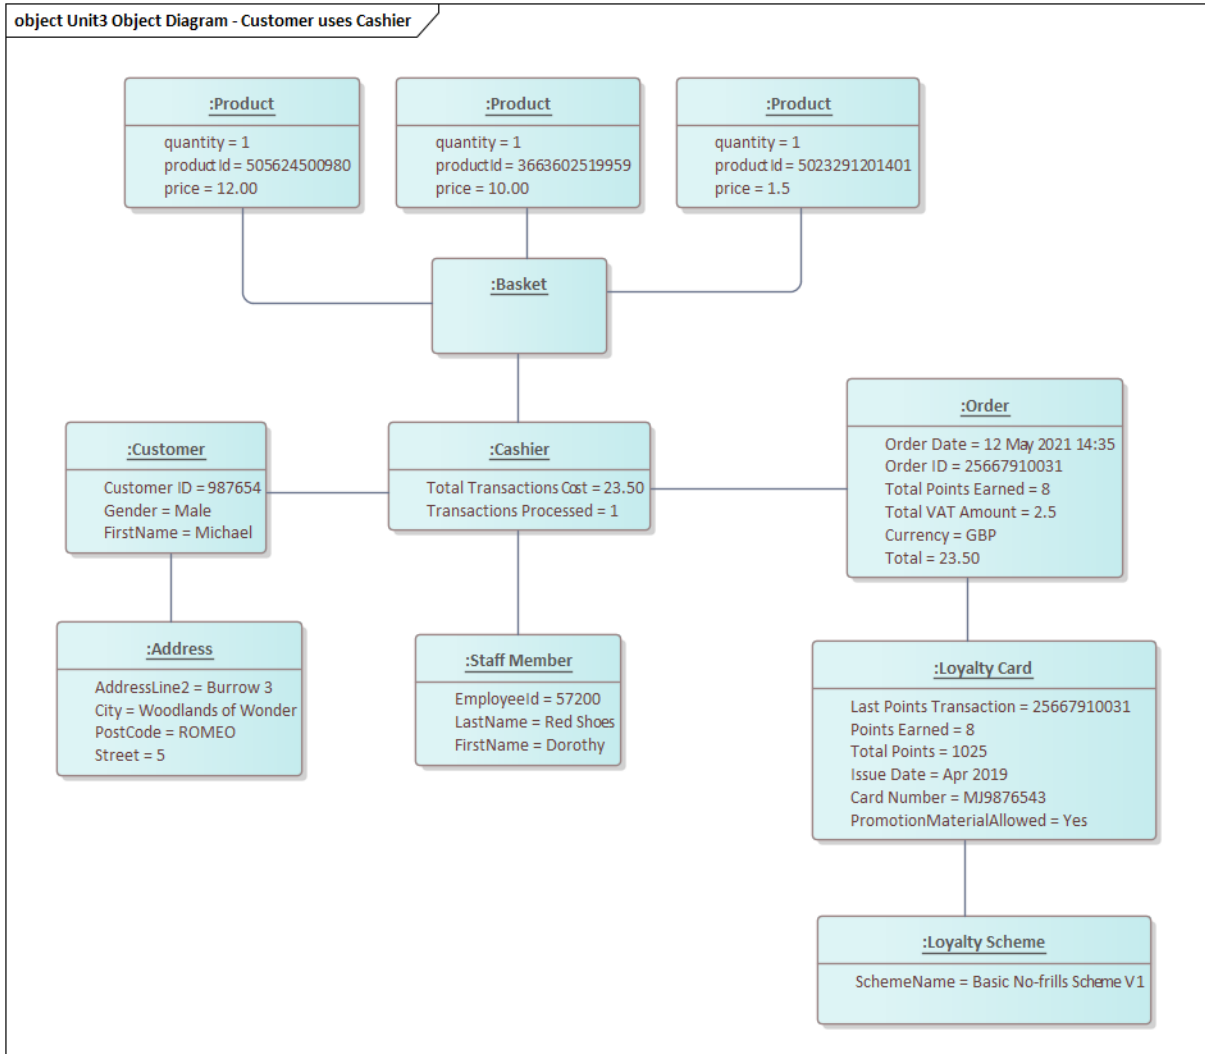 object Unit3 Object Diagram - Customer uses Cashier
:Product
quantity = 1
productId = 505624500980
price = 12.00
:Product
quantity = 1
productId = 3663602519959
price = 10.00
:Product
quantity = 1
productId = 5023291201401
price = 1.5
:Basket
:Customer
Customer ID = 987654
Gender = Male
FirstName = Michael
:Cashier
Total Transactions Cost = 23.50
Transactions Processed = 1
:Order
Order Date = 12 May 2021 14:35
Order ID = 25667910031
Total Points Earned = 8
Total VAT Amount = 2.5
Currency = GBP
Total = 23.50
:Address
AddressLine2 = Burrow 3
City = Woodlands of Wonder
PostCode = ROMEO
Street = 5
:Staff Member
EmployeeId = 57200
LastName = Red Shoes
FirstName = Dorothy
:Loyalty Card
Last Points Transaction = 25667910031
Points Earned = 8
Total Points = 1025
Issue Date = Apr 2019
Card Number = MJ9876543
PromotionMaterialAllowed = Yes
:Loyalty Scheme
SchemeName = Basic No-frills Scheme V1